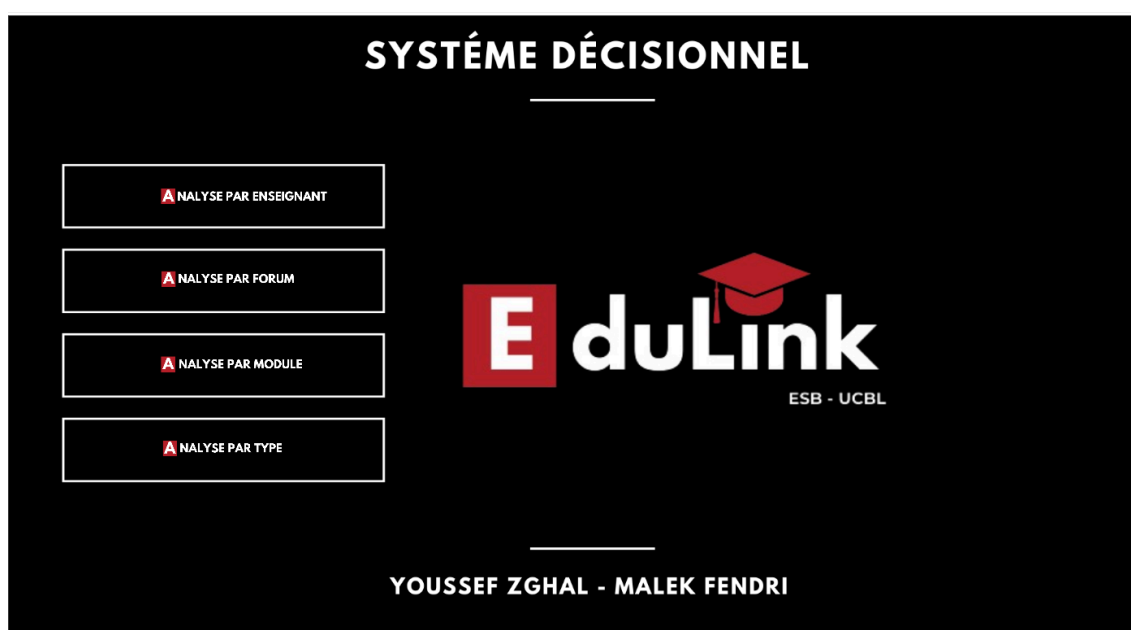 SYSTÉME DÉCISIONNEL
ANALYSE PAR ENSEIGNANT
ANALYSE PAR FORUM
ANALYSE PAR MODULE
ANALYSE PAR TYPE
EduLink
ESB - UCBL
YOUSSEF ZGHAL - MALEK FENDRI